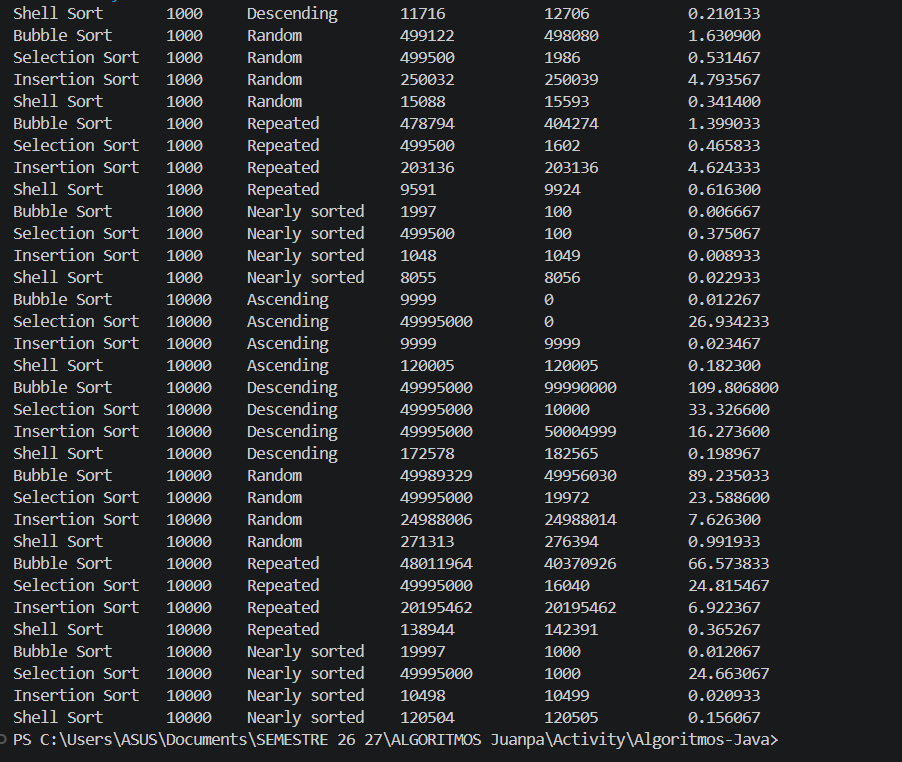 Shell Sort 1000 Descending 11716 12706 0.210133
Bubble Sort 1000 Random 499122 498080 1.630900
Selection Sort 1000 Random 499500 1986 0.531467
Insertion Sort 1000 Random 250032 250039 4.793567
Shell Sort 1000 Random 15088 15593 0.341400
Bubble Sort 1000 Repeated 478794 404274 1.399033
Selection Sort 1000 Repeated 499500 1602 0.465833
Insertion Sort 1000 Repeated 203136 203136 4.624333
Shell Sort 1000 Repeated 9591 9924 0.616300
Bubble Sort 1000 Nearly sorted 1997 100 0.006667
Selection Sort 1000 Nearly sorted 499500 100 0.375067
Insertion Sort 1000 Nearly sorted 1048 1049 0.008933
Shell Sort 1000 Nearly sorted 8055 8056 0.022933
Bubble Sort 10000 Ascending 9999 0 0.012267
Selection Sort 10000 Ascending 49995000 0 26.934233
Insertion Sort 10000 Ascending 9999 9999 0.023467
Shell Sort 10000 Ascending 120005 120005 0.182300
Bubble Sort 10000 Descending 49995000 99990000 109.806800
Selection Sort 10000 Descending 49995000 10000 33.326600
Insertion Sort 10000 Descending 49995000 50004999 16.273600
Shell Sort 10000 Descending 172578 182565 0.198967
Bubble Sort 10000 Random 49989329 49956030 89.235033
Selection Sort 10000 Random 49995000 19972 23.588600
Insertion Sort 10000 Random 24988006 24988014 7.626300
Shell Sort 10000 Random 271313 276394 0.991933
Bubble Sort 10000 Repeated 48011964 40370926 66.573833
Selection Sort 10000 Repeated 49995000 16040 24.815467
Insertion Sort 10000 Repeated 20195462 20195462 6.922367
Shell Sort 10000 Repeated 138944 142391 0.365267
Bubble Sort 10000 Nearly sorted 19997 1000 0.012067
Selection Sort 10000 Nearly sorted 49995000 1000 24.663067
Insertion Sort 10000 Nearly sorted 10498 10499 0.020933
Shell Sort 10000 Nearly sorted 120504 120505 0.156067
PS C:\Users\ASUS\Documents\SEMESTRE 26 27\ALGORITMOS Juanpa\Activity\Algoritmos-Java>